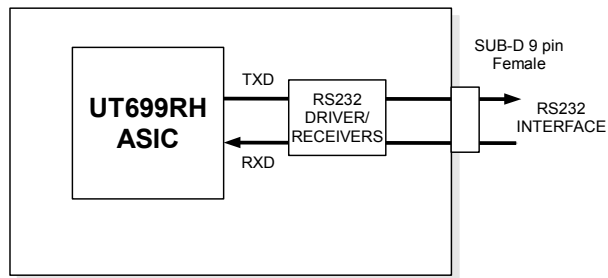 SUB-D 9 pin
Female
TXD
UT699RH
ASIC
RS232
DRIVER/
RECEIVERS
RS232
INTERFACE
RXD